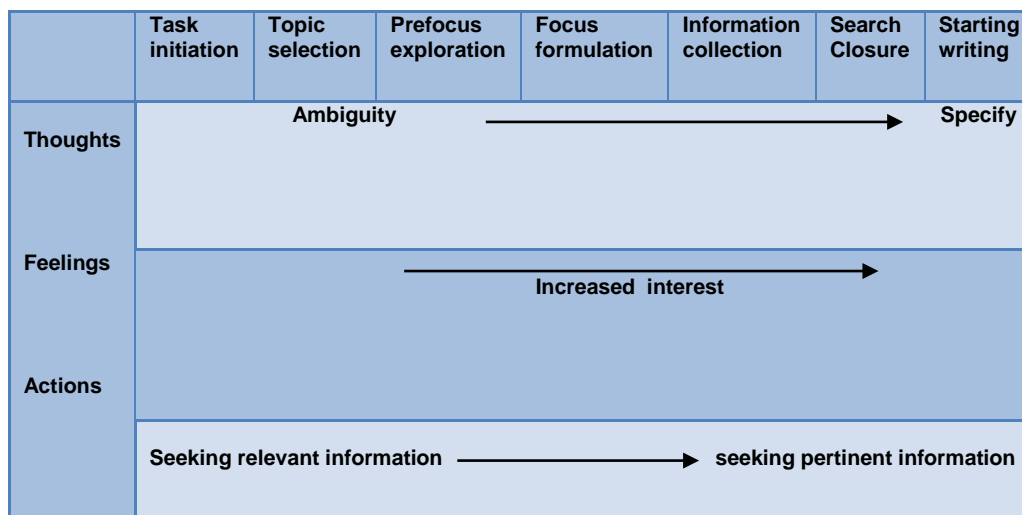 Task initiation
Topic selection
Prefocus exploration
Focus formulation
Information collection
Search Closure
Starting writing
Thoughts
Ambiguity
Specify
Feelings
Increased interest
Actions
Seeking relevant information
seeking pertinent information